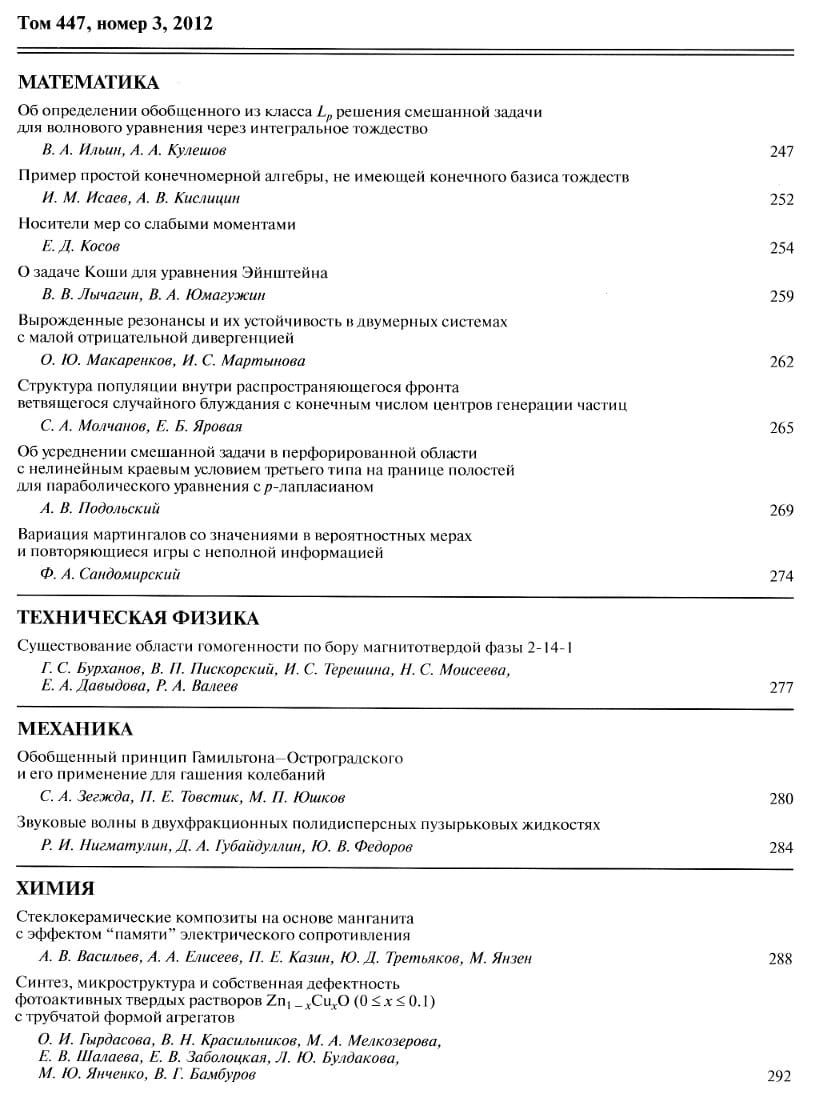 Том 447, номер 3, 2012
МАТЕМАТИКА
Об определении обобщенного из класса Lp решения смешанной задачи
для волнового уравнения через интегральное тождество
В. А. Ильин, А. А. Кулешов 247
Пример простой конечномерной алгебры, не имеющей конечного базиса тождеств
И. М. Исаев, А. В. Кислицин 252
Носители мер со слабыми моментами
Е. Д. Косов 254
О задаче Коши для уравнения Эйнштейна
В. В. Лычагин, В. А. Юмагужин 259
Вырожденные резонансы и их устойчивость в двумерных системах
с малой отрицательной дивергенцией
О. Ю. Макаренков, И. С. Мартынова 262
Структура популяции внутри распространяющегося фронта
ветвящегося случайного блуждания с конечным числом центров генерации частиц
С. А. Молчанов, Е. Б. Яровая 265
Об усреднении смешанной задачи в перфорированной области
с нелинейным краевым условием третьего типа на границе полостей
для параболического уравнения с p-лапласианом
А. В. Подольский 269
Вариация мартингалов со значениями в вероятностных мерах
и повторяющиеся игры с неполной информацией
Ф. А. Сандомирский 274
ТЕХНИЧЕСКАЯ ФИЗИКА
Существование области гомогенности по бору магнитотвердой фазы 2-14-1
Г. С. Бурханов, В. П. Пискорский, И. С. Терешина, Н. С. Моисеева,
Е. А. Давыдова, Р. А. Валеев 277
МЕХАНИКА
Обобщенный принцип Гамильтона–Остроградского
и его применение для гашения колебаний
С. А. Зегжда, П. Е. Товстик, М. П. Юшков 280
Звуковые волны в двухфракционных полидисперсных пузырьковых жидкостях
Р. И. Нигматулин, Д. А. Губайдуллин, Ю. В. Федоров 284
ХИМИЯ
Стеклокерамические композиты на основе манганита
с эффектом “памяти” электрического сопротивления
А. В. Васильев, А. А. Елисеев, П. Е. Казин, Ю. Д. Третьяков, М. Янзен 288
Синтез, микроструктура и собственная дефектность
фотоактивных твердых растворов Zn1 – xCuxO (0 ≤ x ≤ 0.1)
с трубчатой формой агрегатов
О. И. Гырдасова, В. Н. Красильников, М. А. Мелкозерова,
Е. В. Шалаева, Е. В. Заболоцкая, Л. Ю. Булдакова,
М. Ю. Янченко, В. Г. Бамбуров 292